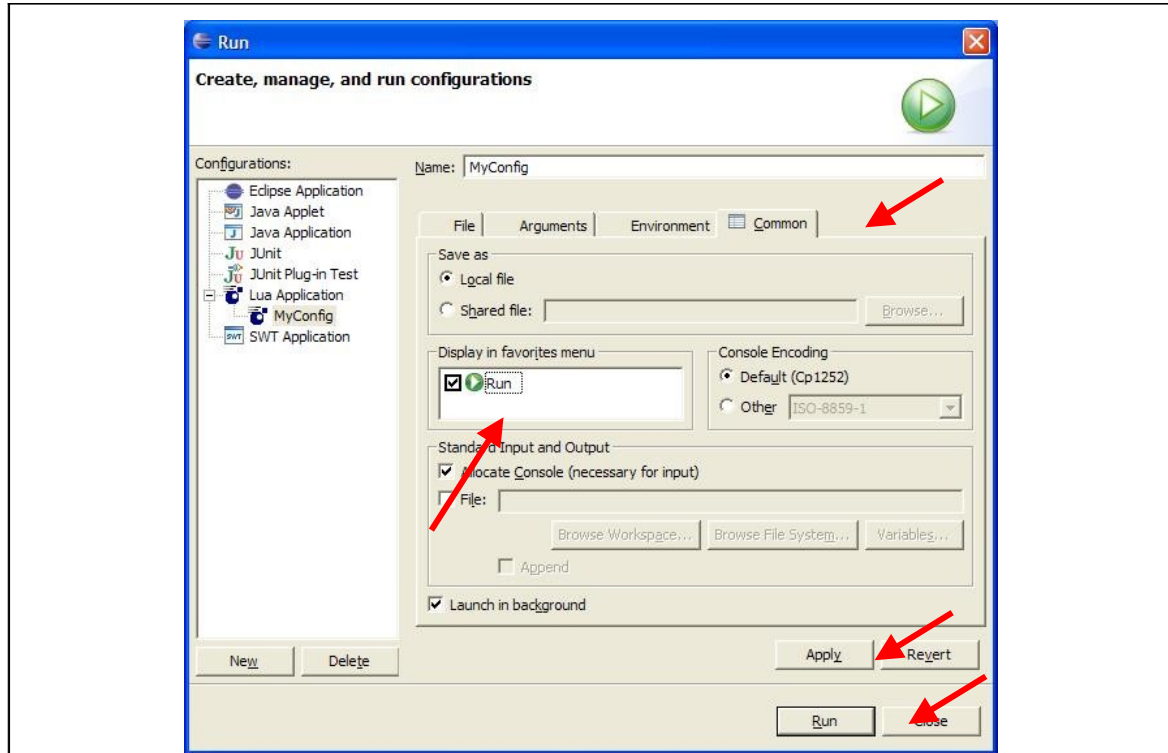 Run
Create, manage, and run configurations
Configurations:
Eclipse Application
Java Applet
Java Application
JUnit
JUnit Plug-in Test
Lua Application
MyConfig
SWT Application
New Delete
Name: MyConfig
File Arguments Environment Common
Save as
Local file
Shared file: Browse...
Display in favorites menu
Run
Console Encoding
Default (Cp1252)
Other ISO-8859-1
Standard Input and Output
Allocate Console (necessary for input)
File:
Browse Workspace... Browse File System... Variables...
Append
Launch in background
Apply Revert
Run Close